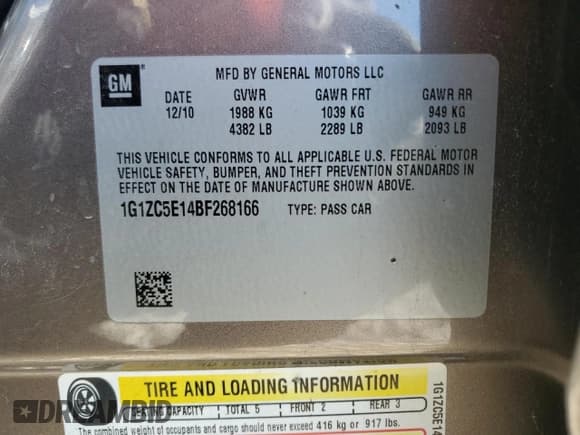 GM
MFD BY GENERAL MOTORS LLC
DATE GVWR GAWR FRT GAWR RR
12/10 1988 KG 1039 KG 949 KG
4382 LB 2289 LB 2093 LB
THIS VEHICLE CONFORMS TO ALL APPLICABLE U.S. FEDERAL MOTOR
VEHICLE SAFETY, BUMPER, AND THEFT PREVENTION STANDARDS IN
EFFECT ON THE DATE OF MANUFACTURE SHOWN ABOVE.
1G1ZC5E14BF268166 TYPE: PASS CAR
TIRE AND LOADING INFORMATION
SEATING CAPACITY TOTAL 5 FRONT 2 REAR 3
The combined weight of occupants and cargo should never exceed 416 kg or 917 lbs.
1G1ZC5E14
DREAMBID.com